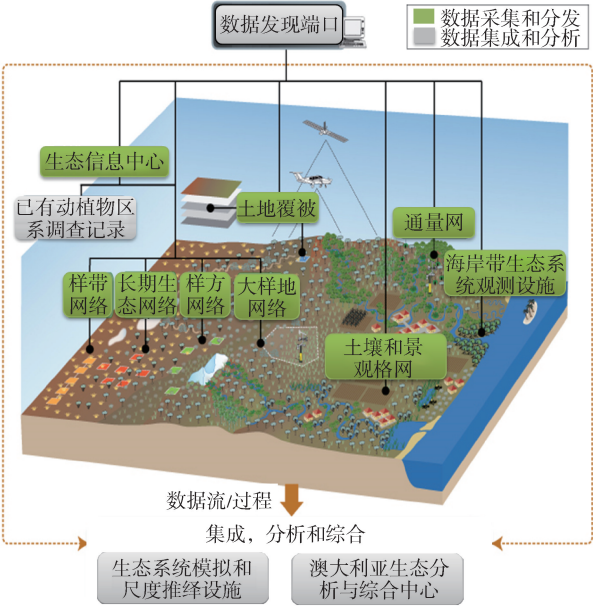 数据发现端口
数据采集和分发
数据集成和分析
生态信息中心
已有动植物区
系调查记录
土地覆被
通量网
海岸带生态系
统观测设施
样带
网络
长期生
态网络
样方
网络
大样地
网络
土壤和景
观格网
数据流/过程
集成，分析和综合
生态系统模拟和
尺度推绎设施
澳大利亚生态分
析与综合中心